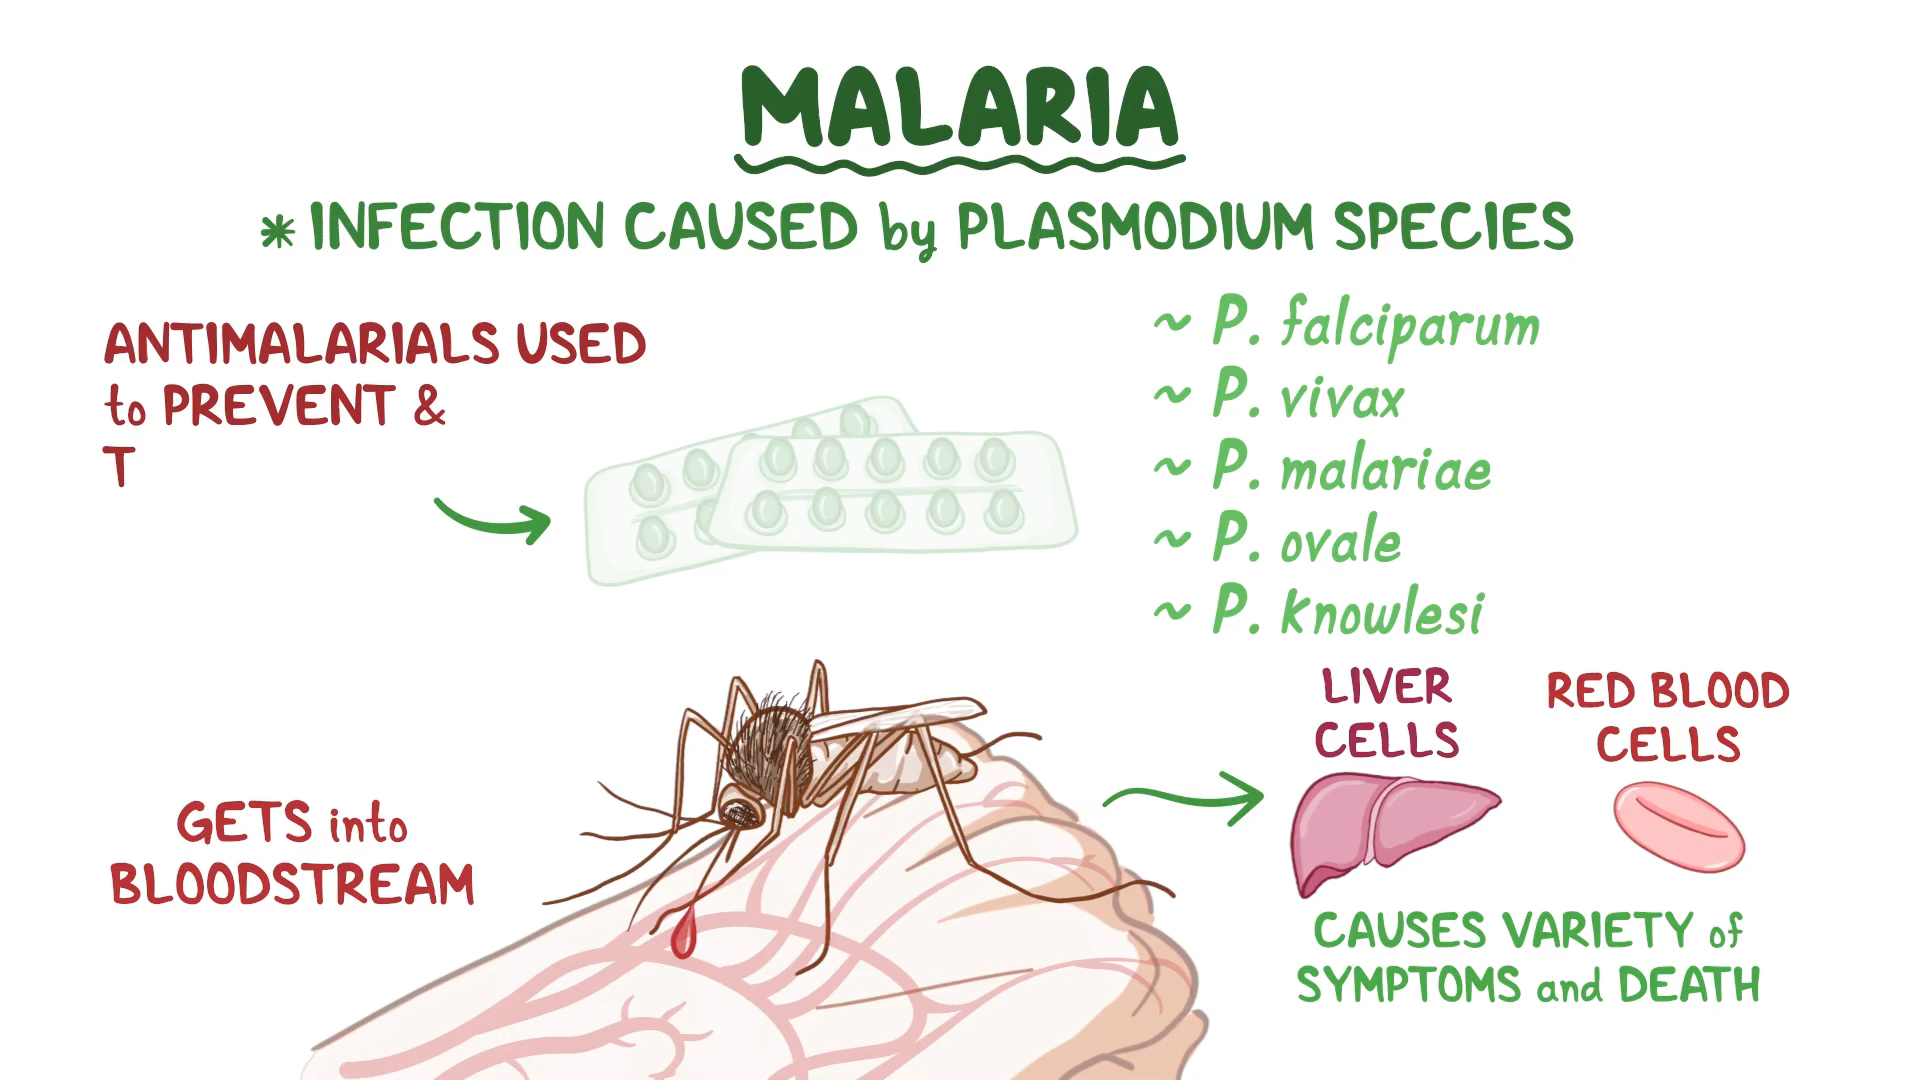 MALARIA
* INFECTION CAUSED by PLASMODIUM SPECIES
ANTIMALARIALS USED
to PREVENT &
T
~ P. falciparum
~ P. vivax
~ P. malariae
~ P. ovale
~ P. knowlesi
GETS into
BLOODSTREAM
LIVER
CELLS
RED BLOOD
CELLS
CAUSES VARIETY of
SYMPTOMS and DEATH